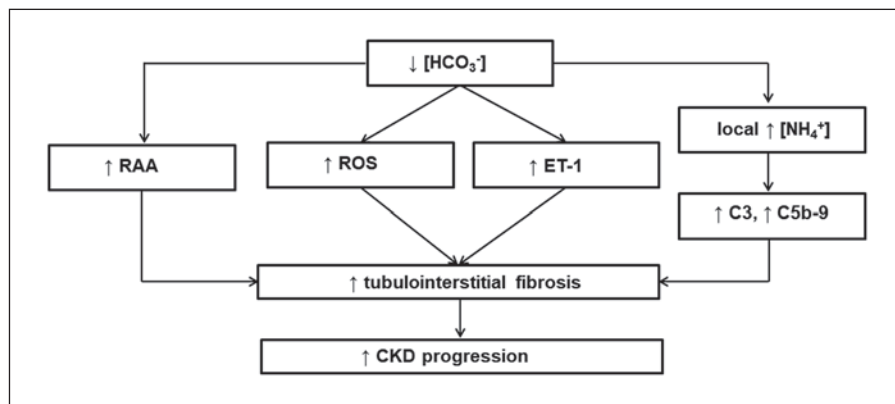 ↓ [HCO₃⁻]
local ↑ [NH₄⁺]
↑ RAA
↑ ROS
↑ ET-1
↑ C3, ↑ C5b-9
↑ tubulointerstitial fibrosis
↑ CKD progression